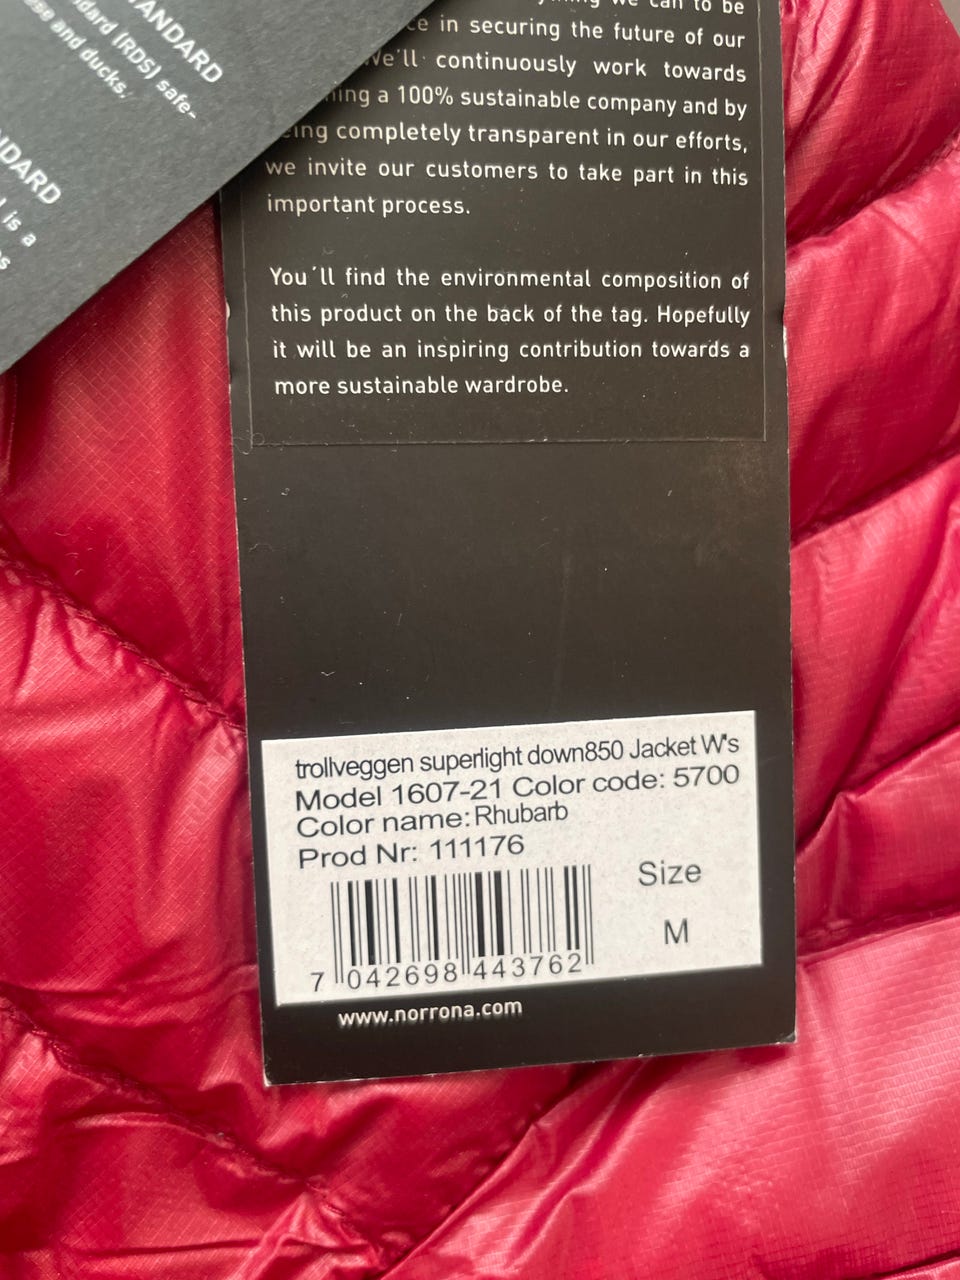 STANDARD
(RDS) safe-
and ducks.
is a
can to be
in securing the future of our
We'll continuously work towards
a 100% sustainable company and by
completely transparent in our efforts,
we invite our customers to take part in this
important process.
You´ll find the environmental composition of
this product on the back of the tag. Hopefully
it will be an inspiring contribution towards a
more sustainable wardrobe.
trollveggen superlight down850 Jacket W's
Model 1607-21 Color code: 5700
Color name: Rhubarb
Prod Nr: 111176
Size
M
7 042698 443762
www.norrona.com